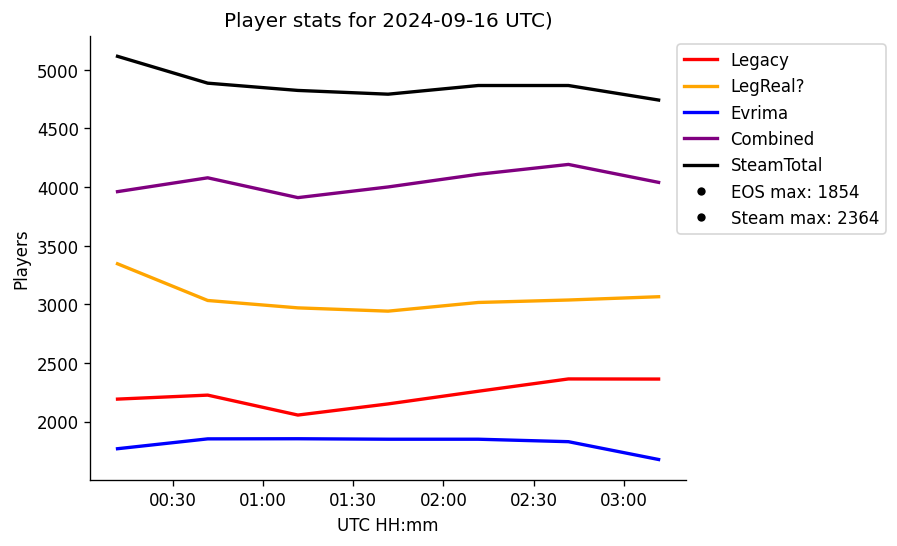 Player stats for 2024-09-16 UTC)
Legacy
LegReal?
Evrima
Combined
SteamTotal
EOS max: 1854
Steam max: 2364
Players
5000
4500
4000
3500
3000
2500
2000
00:30 01:00 01:30 02:00 02:30 03:00
UTC HH:mm